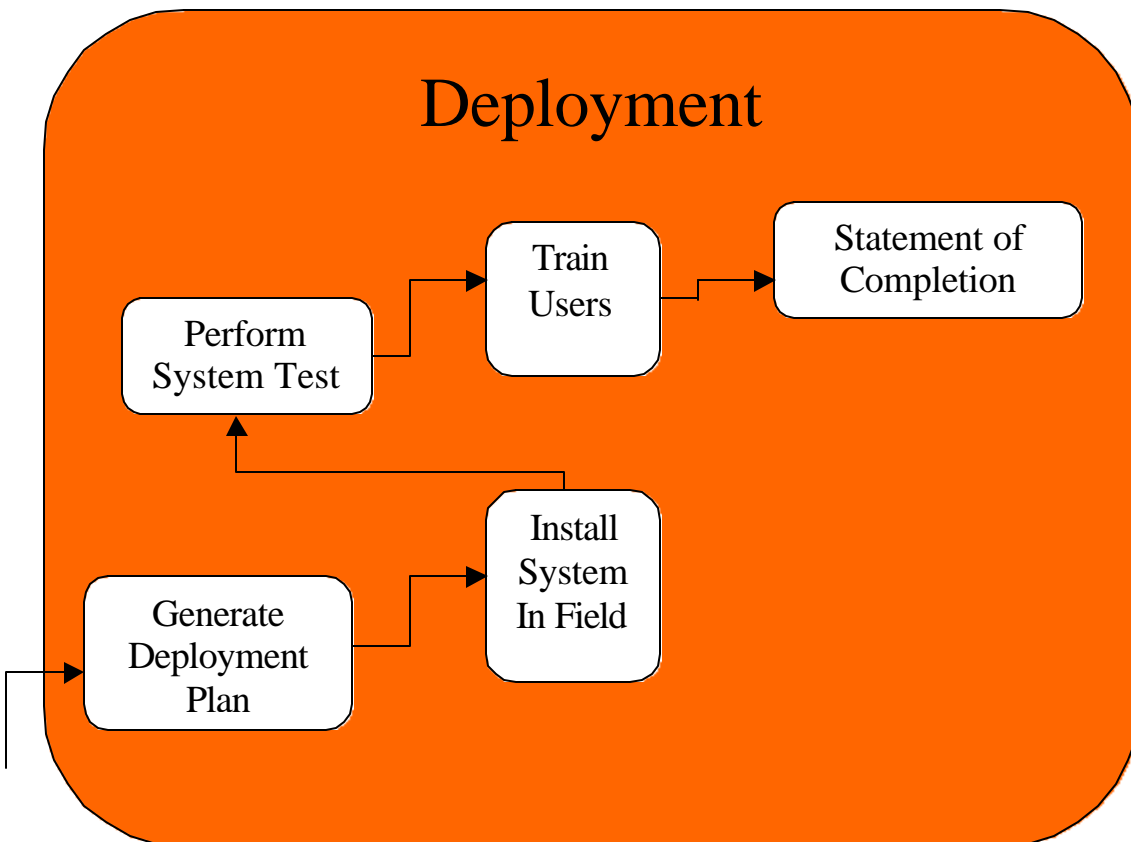 Deployment
Train
Users
Statement of
Completion
Perform
System Test
Install
System
In Field
Generate
Deployment
Plan